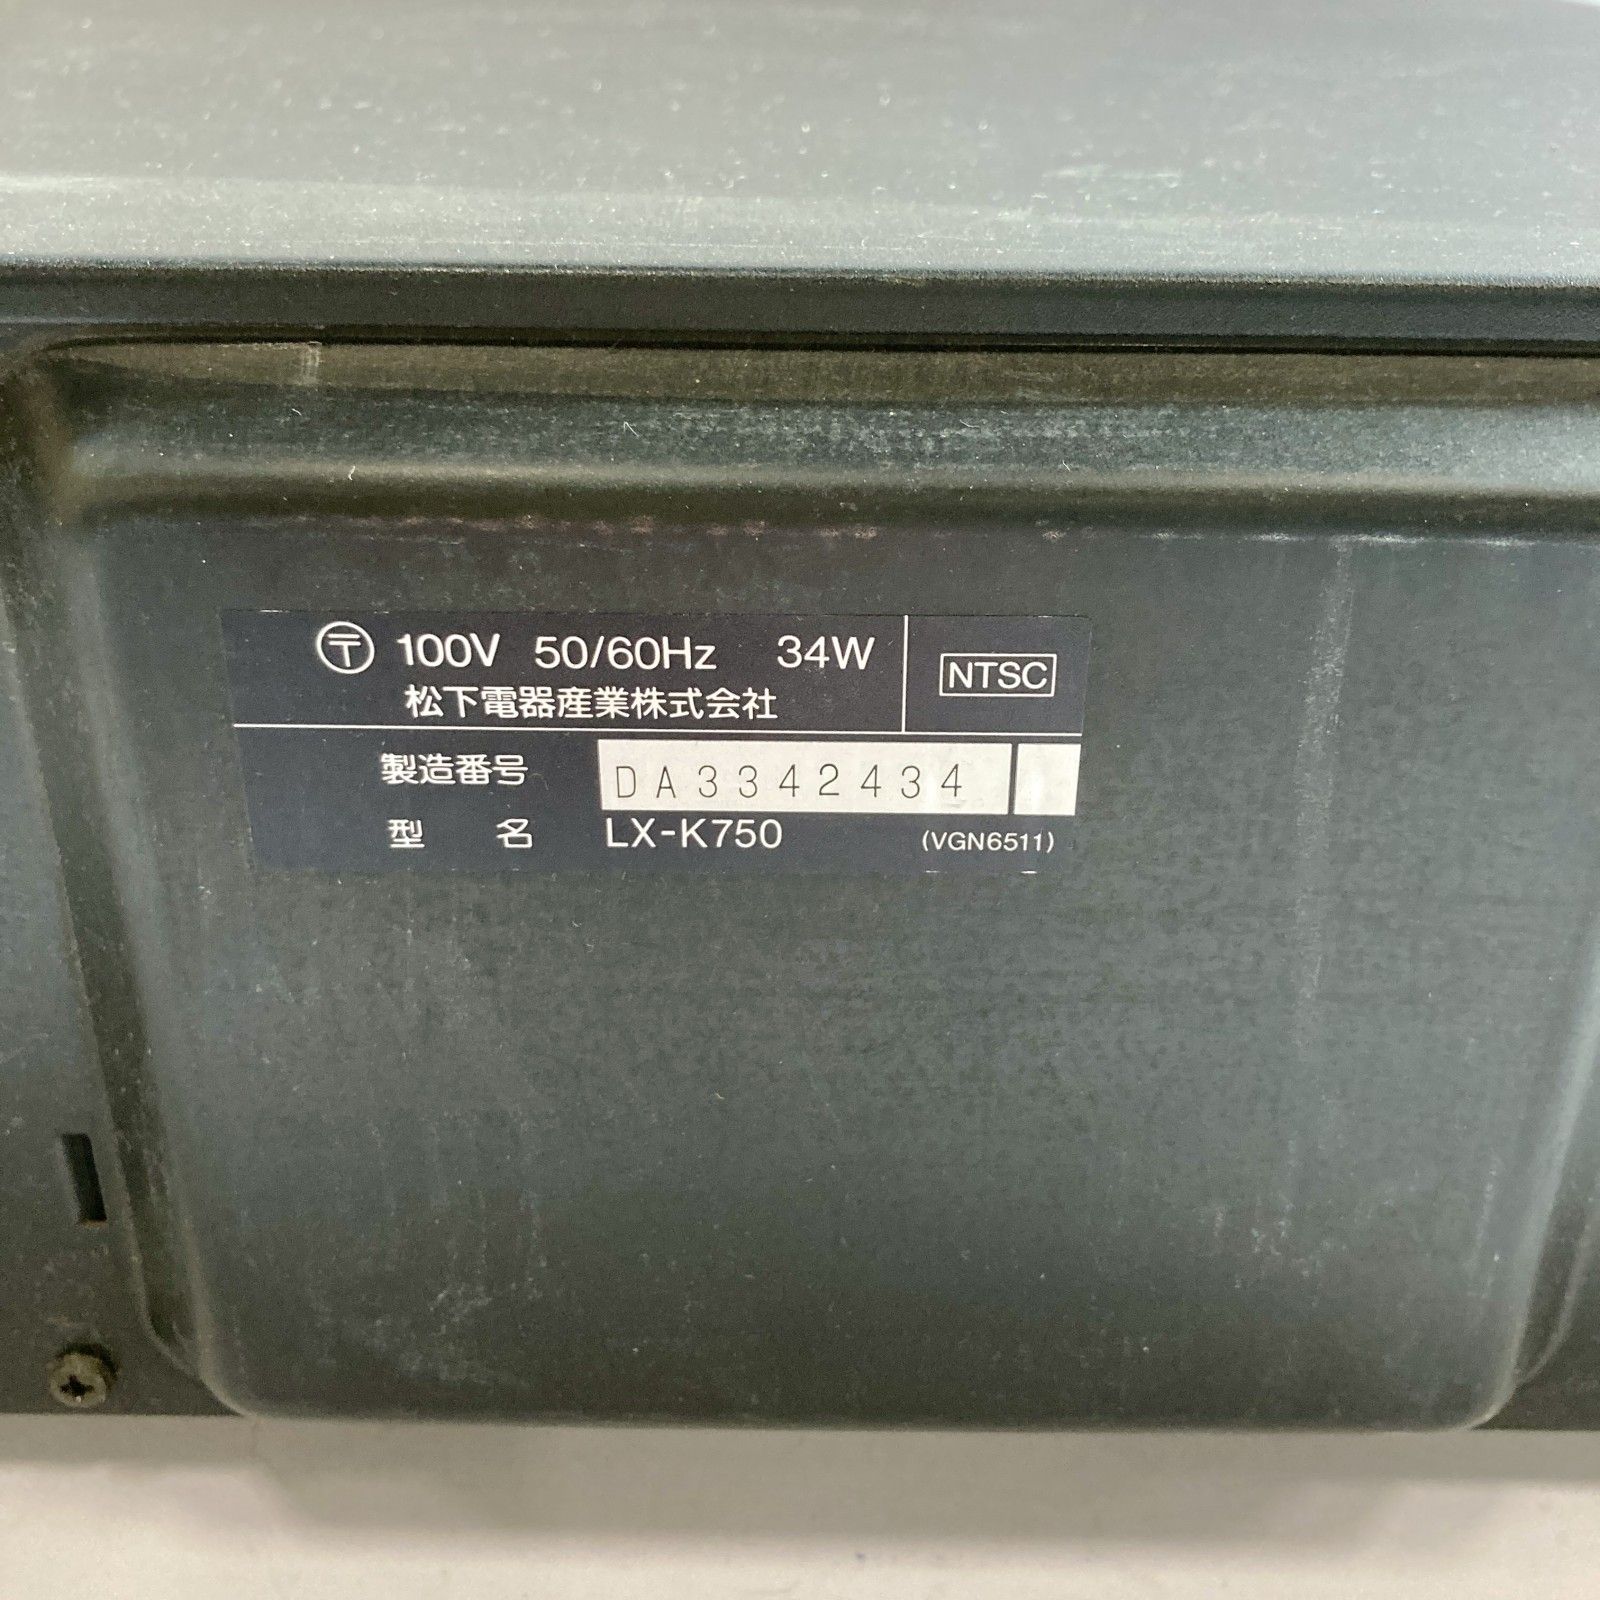 〒 100V 50/60Hz 34W
松下電器産業株式会社
NTSC
製造番号 DA3342434
型名 LX-K750 (VGN6511)